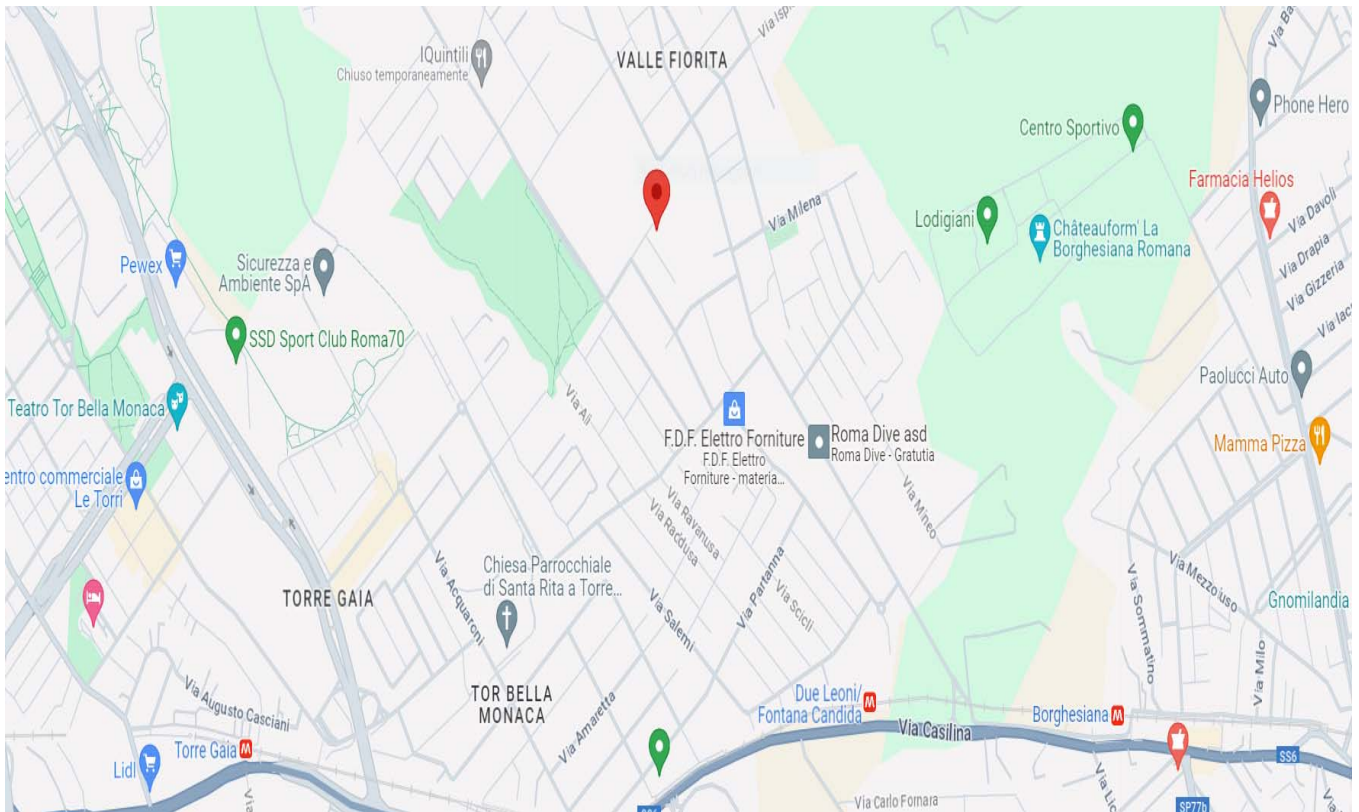 IQuintili
Chiuso temporaneamente
VALLE FIORITA
Phone Hero
Centro Sportivo
Farmacia Helios
Via Milena
Lodigiani
Châteauform' La
Borghesiana Romana
Via Davoli
Via Drapia
Via Gizzeria
Pewex
Sicurezza e
Ambiente SpA
SSD Sport Club Roma70
Paolucci Auto
Teatro Tor Bella Monaca
Via Alì
F.D.F. Elettro Forniture
F.D.F. Elettro
Forniture - materia...
Roma Dive asd
Roma Dive - Gratutia
Mamma Pizza
entro commerciale
Le Torri
Via Ravanusa
Via Raddusa
Via Mineo
Via Acquaroni
Chiesa Parrocchiale
di Santa Rita a Torre...
Via Partanna
Via Scicli
Via Salemi
TORRE GAIA
Via Sommatino
Via Mezzojuso
Gnomilandia
Via Milo
Via Augusto Casciani
TOR BELLA
MONACA
Via Amaretta
Due Leoni/
Fontana Candida
M
Via Casilina
Borghesiana
M
Torre Gaia
M
Lidl
SS6
Via Carlo Fornara
SP77b